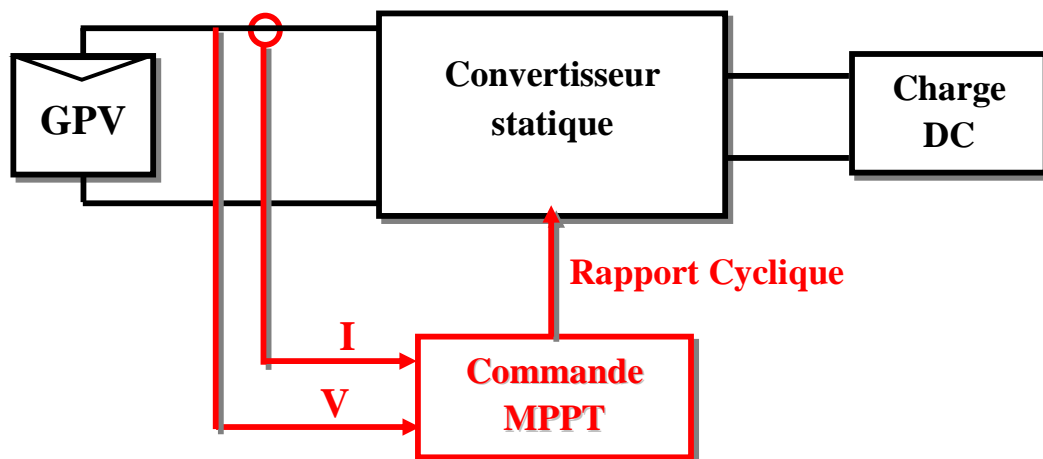 GPV
Convertisseur
statique
Charge
DC
Rapport Cyclique
I
V
Commande
MPPT